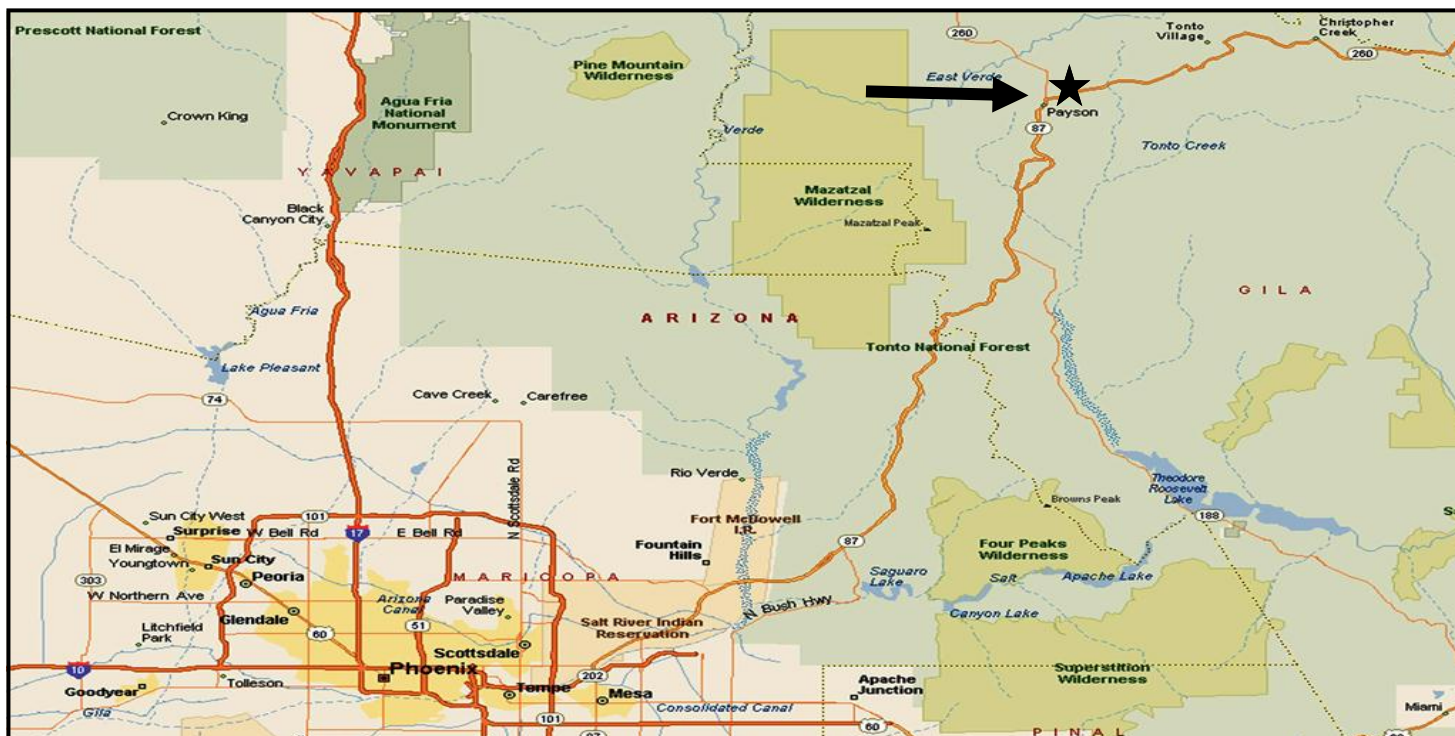 Prescott National Forest
260
Tonto
Village
Christopher
Creek
260
Pine Mountain
Wilderness
East Verde
Agua Fria
National
Monument
Crown King
Payson
87
Verde
Tonto Creek
YAVAPAI
Mazatzal
Wilderness
Black
Canyon City
Mazatzal Peak
GILA
Agua Fria
ARIZONA
Tonto National Forest
Lake Pleasant
74
Cave Creek
Carefree
N Scottsdale Rd
Rio Verde
Theodore
Roosevelt
Lake
Browns Peak
188
Sun City West
101
Fort McDowell
I.R.
Surprise
W Bell Rd
17
E Bell Rd
87
Four Peaks
Wilderness
El Mirage
Sun City
Fountain
Hills
Youngtown
303
Peoria
MARICOPA
Saguaro
Lake
Salt
Apache Lake
W Northern Ave
Arizona
Canal
Paradise
Valley
N Bush Hwy
Canyon Lake
Glendale
Litchfield
Park
60
51
Salt River Indian
Reservation
Scottsdale
10
Phoenix
202
Superstition
Wilderness
Goodyear
Tolleson
Tempe
Mesa
Apache
Junction
Gila
101
Consolidated Canal
60
Miami
PINAL